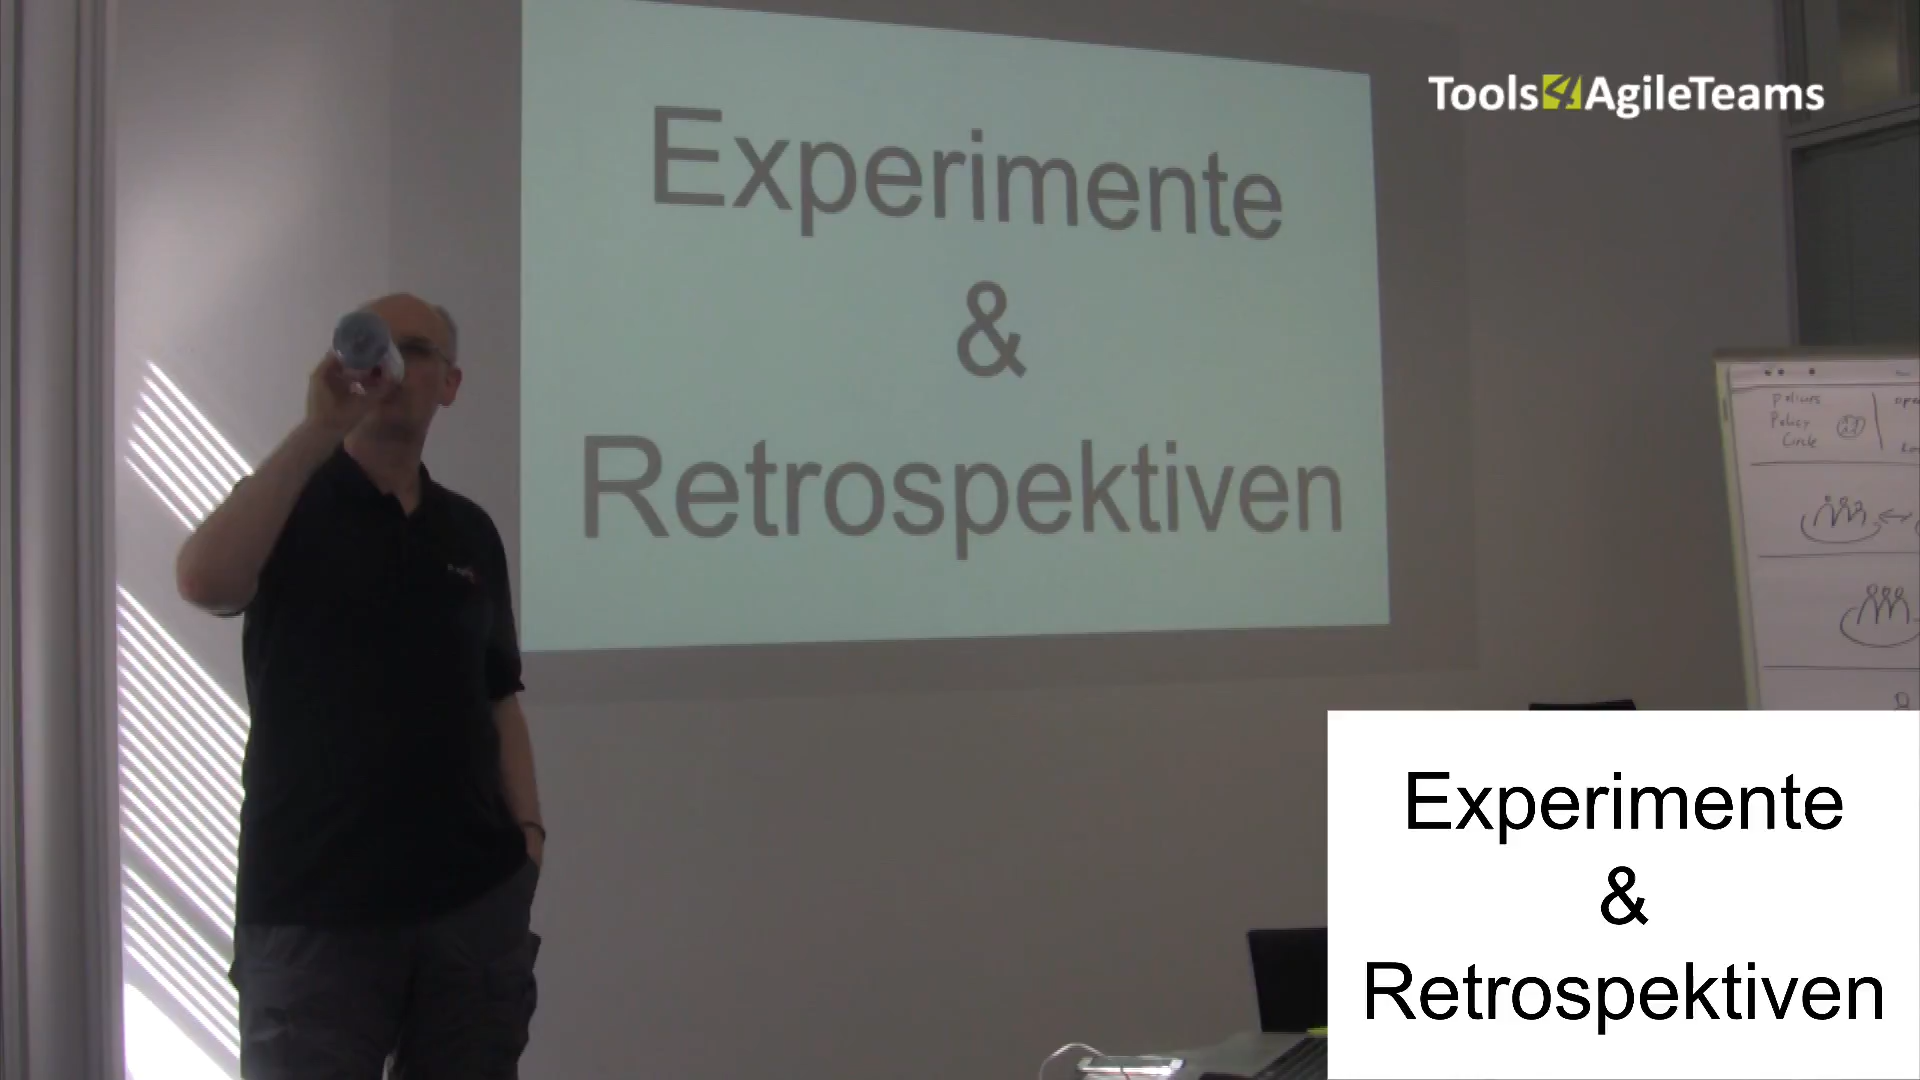 Experimente
&
Retrospektiven
Tools4AgileTeams
Policy
Circle
Experimente
&
Retrospektiven